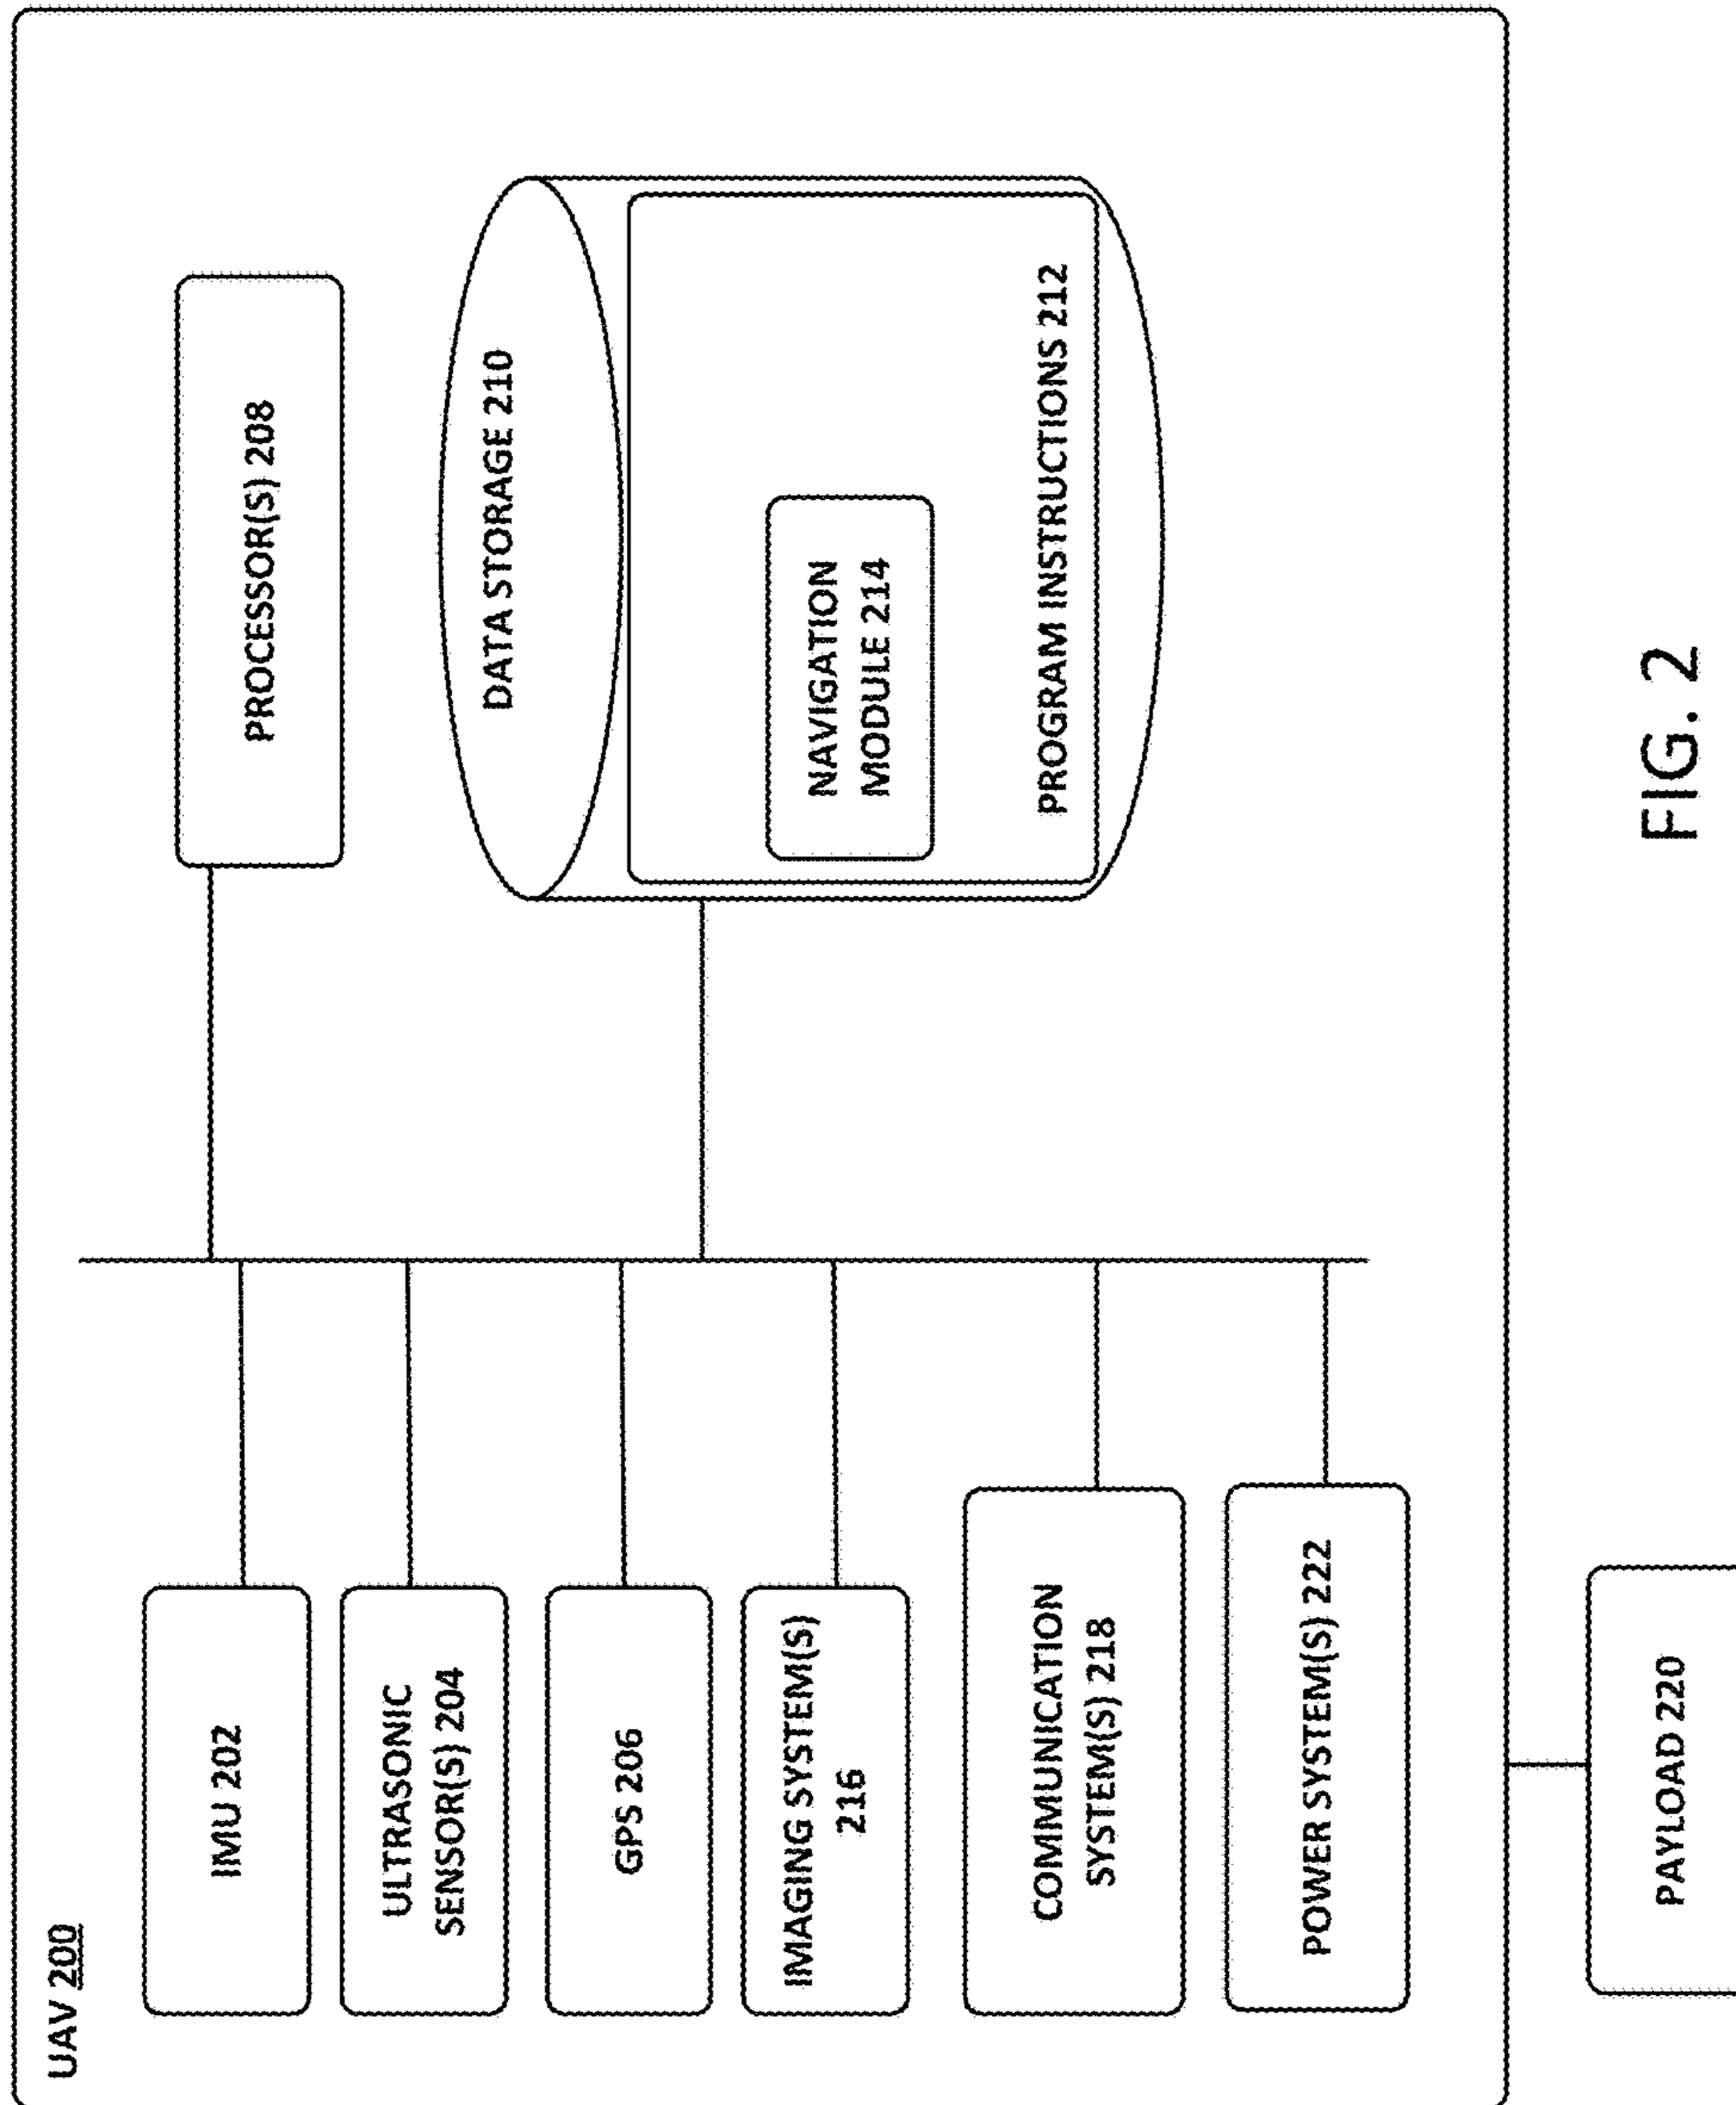 UAV 200
IMU 202
ULTRASONIC
SENSOR(S) 204
GPS 206
IMAGING SYSTEM(S)
216
COMMUNICATION
SYSTEM(S) 218
POWER SYSTEM(S) 222
PROCESSOR(S) 208
DATA STORAGE 210
NAVIGATION
MODULE 214
PROGRAM INSTRUCTIONS 212
PAYLOAD 220
FIG. 2